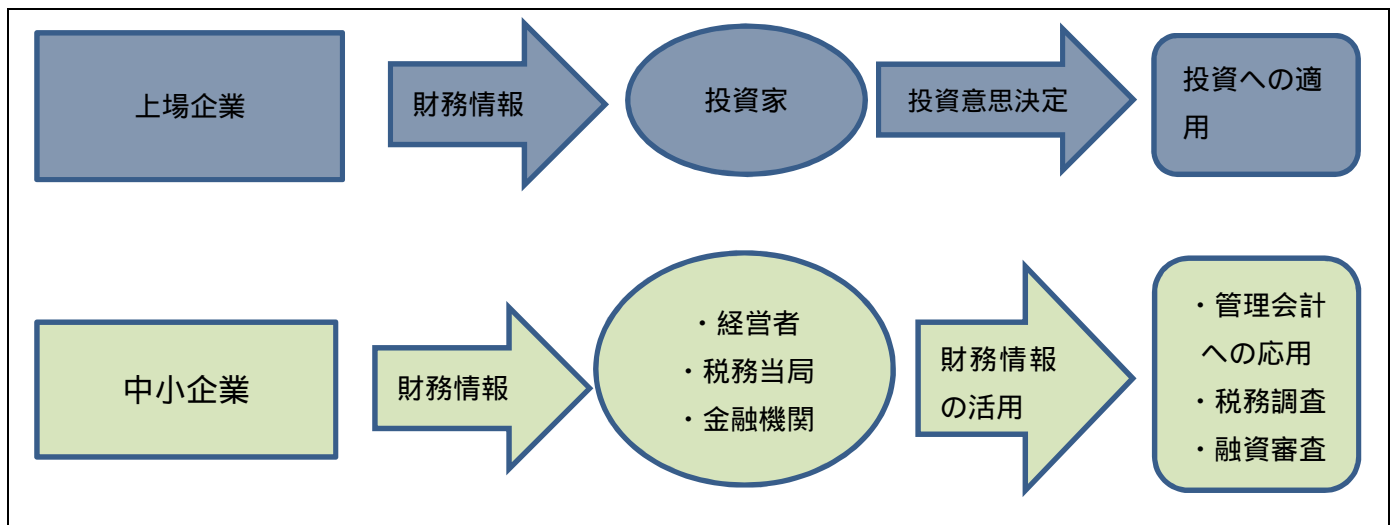 上場企業
財務情報
投資家
投資意思決定
投資への適
用
中小企業
財務情報
・経営者
・税務当局
・金融機関
財務情報
の活用
・管理会計
への応用
・税務調査
・融資審査